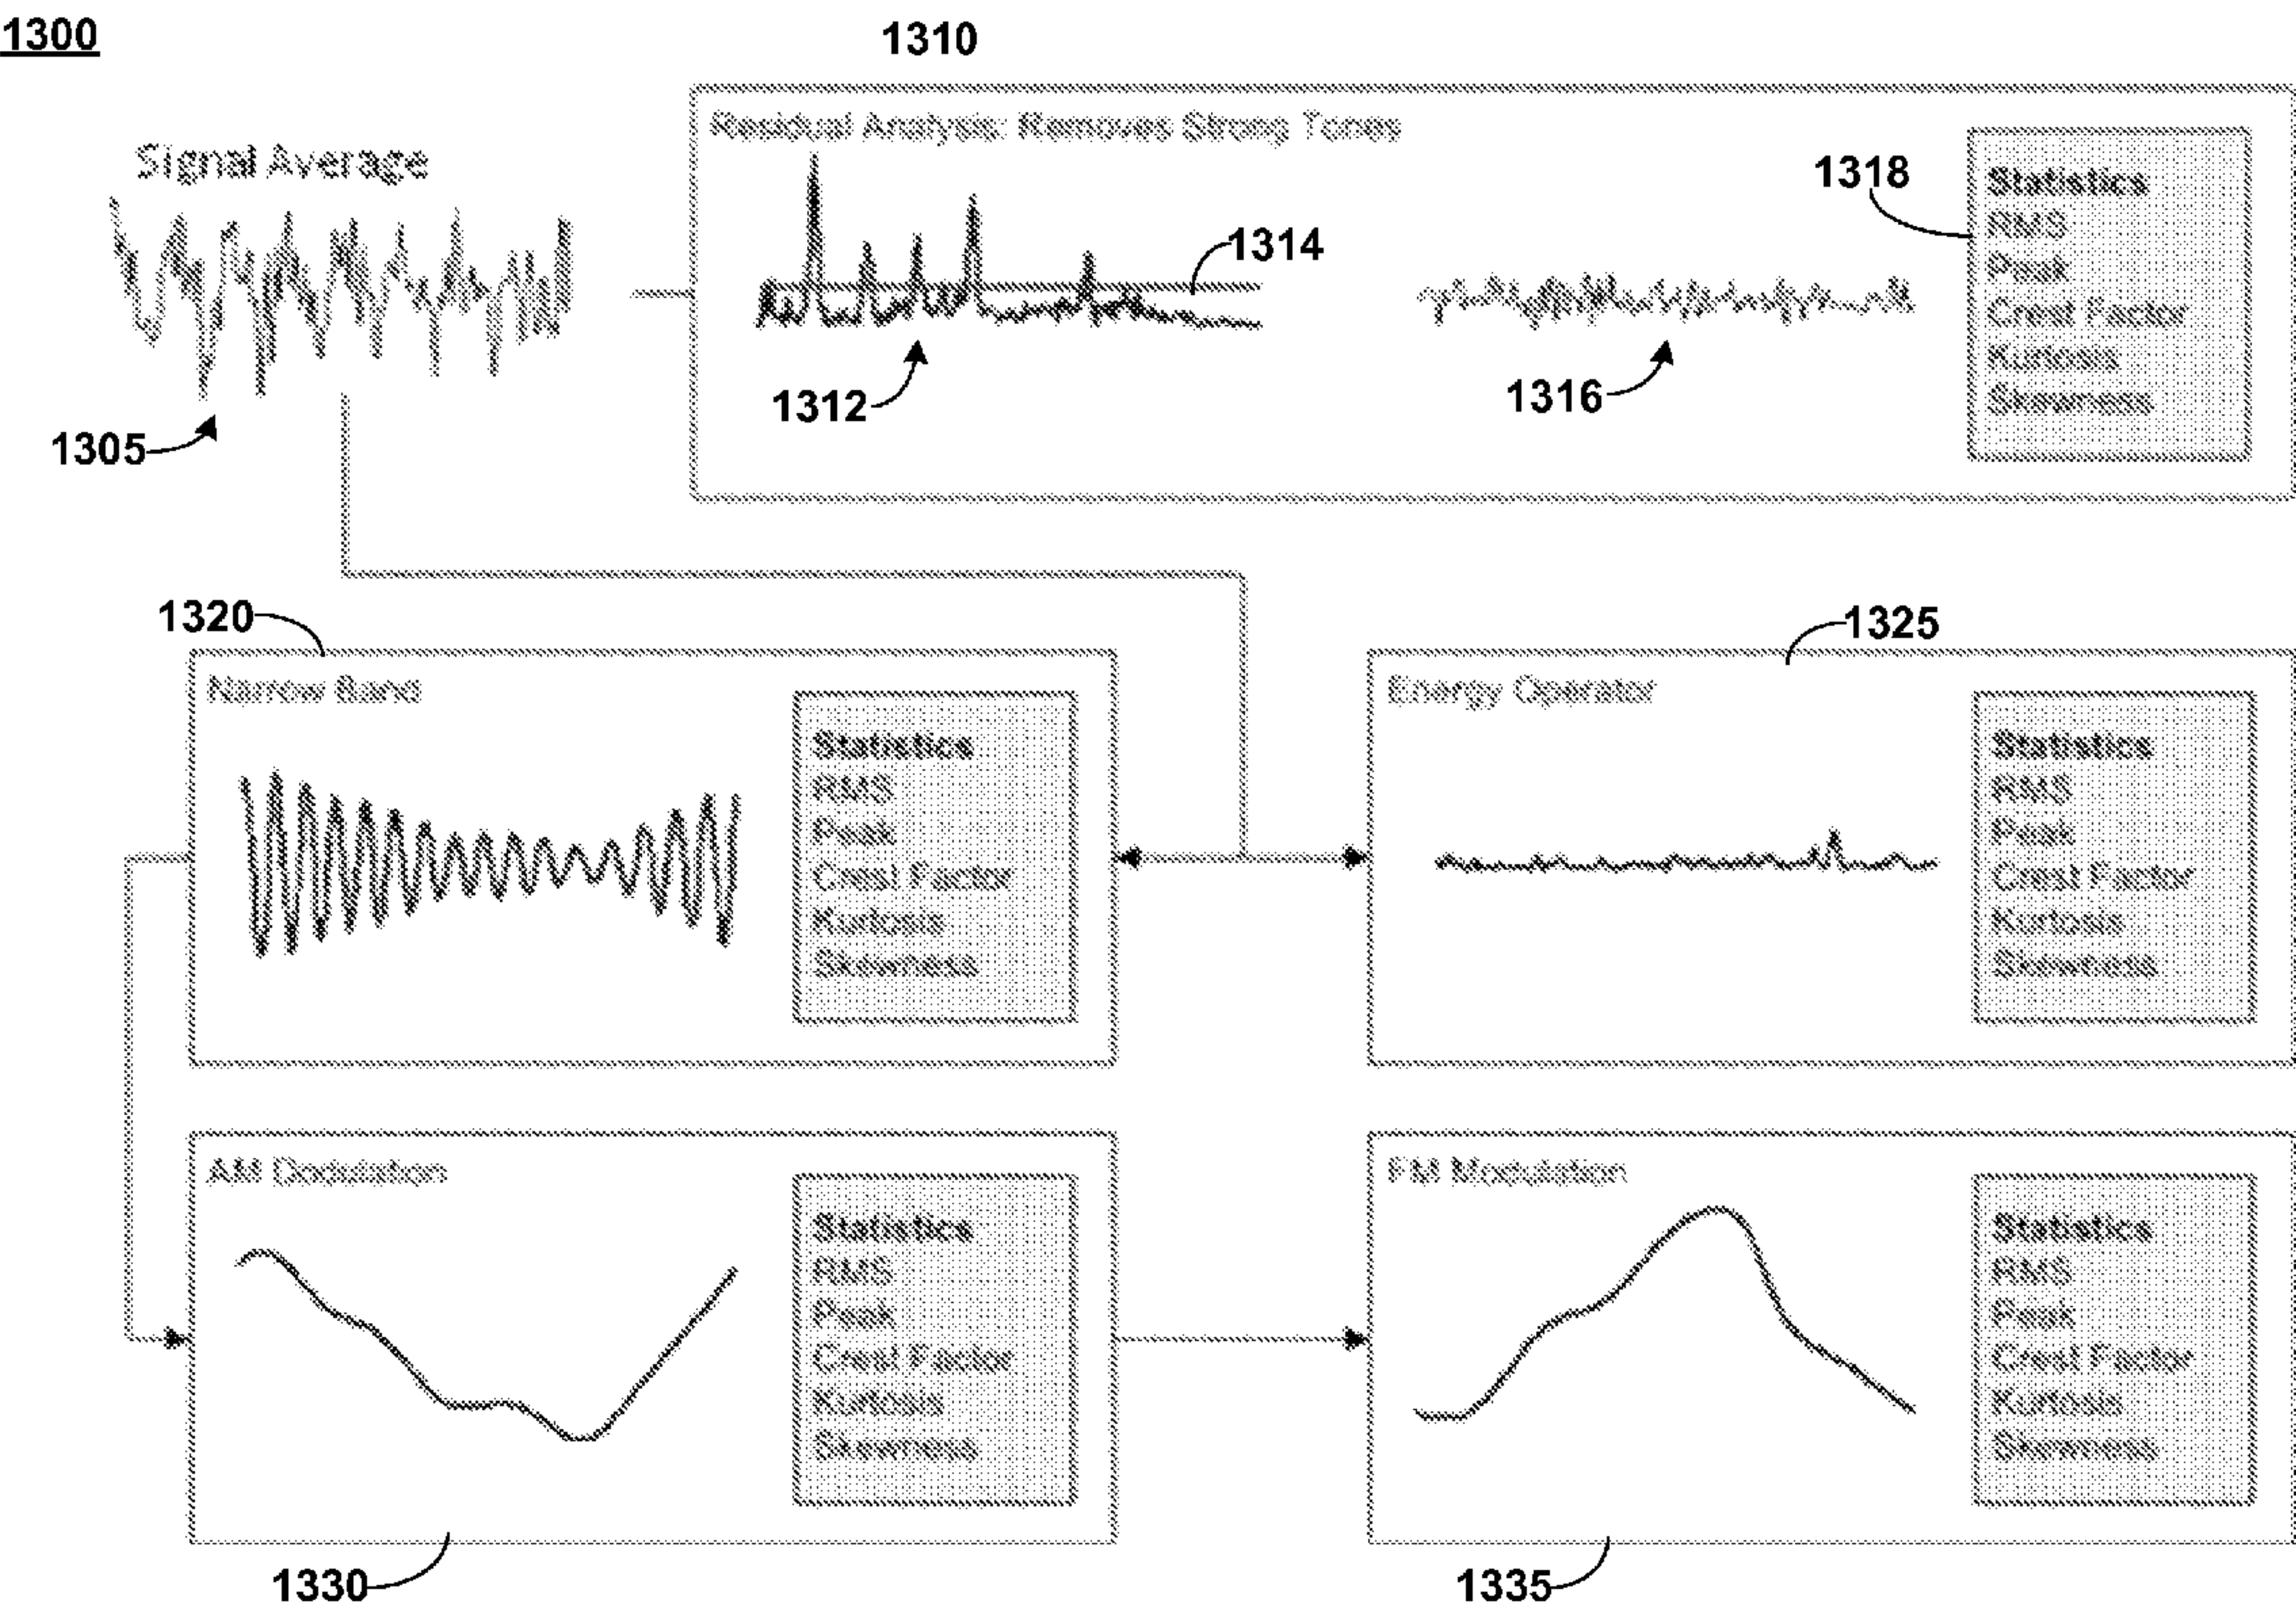 1300
1310
Signal Average
Residual Analysis: Removes Strong Tones
1318
Statistics
RMS
Peak
Crest Factor
Kurtosis
Skewness
1314
1312
1316
1305
1320
1325
Narrow Band
Statistics
RMS
Peak
Crest Factor
Kurtosis
Skewness
Energy Operator
Statistics
RMS
Peak
Crest Factor
Kurtosis
Skewness
AM Dodulation
Statistics
RMS
Peak
Crest Factor
Kurtosis
Skewness
FM Modulation
Statistics
RMS
Peak
Crest Factor
Kurtosis
Skewness
1330
1335